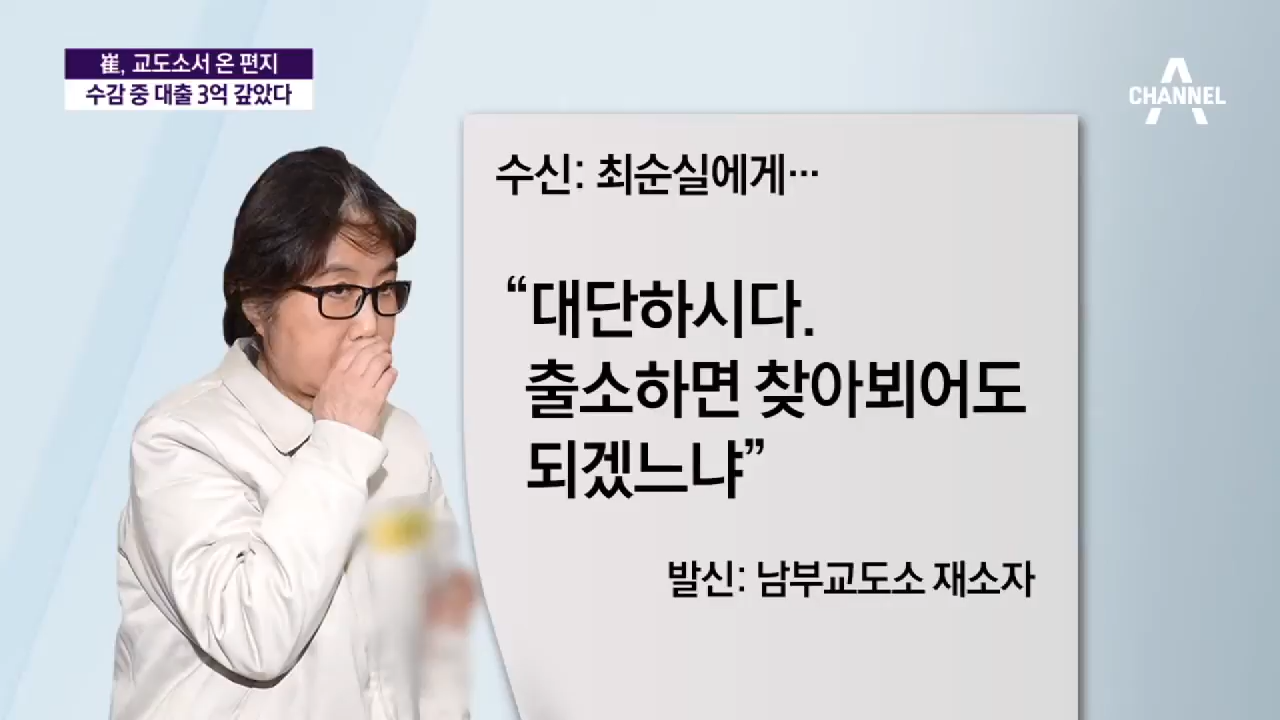 崔, 교도소서 온 편지
수감 중 대출 3억 갚았다
CHANNEL A
수신: 최순실에게…
“대단하시다.
출소하면 찾아뵈어도
되겠느냐”
발신: 남부교도소 재소자